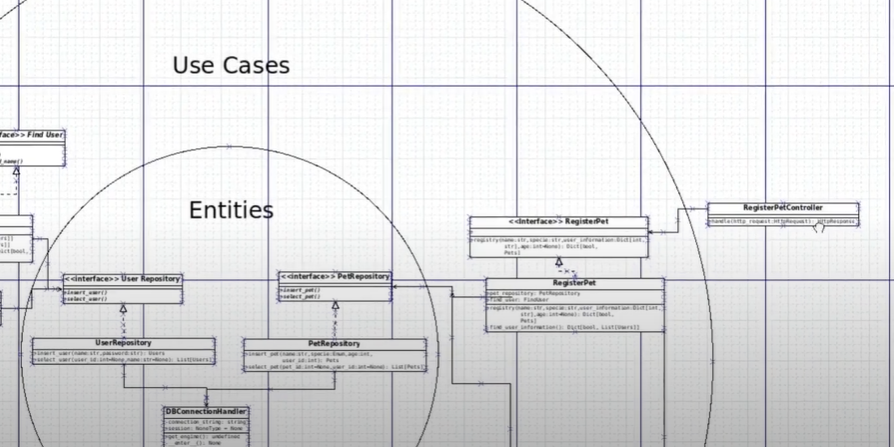 Use Cases
face>> Find User
Entities
RegisterPetController
handle(http_request:HttpRequest): HttpResponse
<<Interface>> RegisterPet
registry(name:str,specie:str,user_information:Dict[int,
str],age:int=None): Dict[bool,
Pets]
<<interface>> User Repository
+insert_user()
+select_user()
<<interface>> PetRepository
+insert_pet()
+select_pet()
RegisterPet
pet_repository: PetRepository
find_user: FindUser
registry(name:str,specie:str,user_information:Dict[int,
str],age:int=None): Dict[bool,
Pets]
find_user_information(): Dict[bool, List[Users]]
UserRepository
+insert_user(name:str,password:str): Users
+select_user(user_id:int=None,name:str=None): List[Users]
PetRepository
+insert_pet(name:str,specie:Enum,age:int,
user_id:int): Pets
+select_pet(pet_id:int=None,user_id:int=None): List[Pets]
DBConnectionHandler
-connection_string: string
+session: NoneType = None
+get_engine(): undefined
__enter__(): None